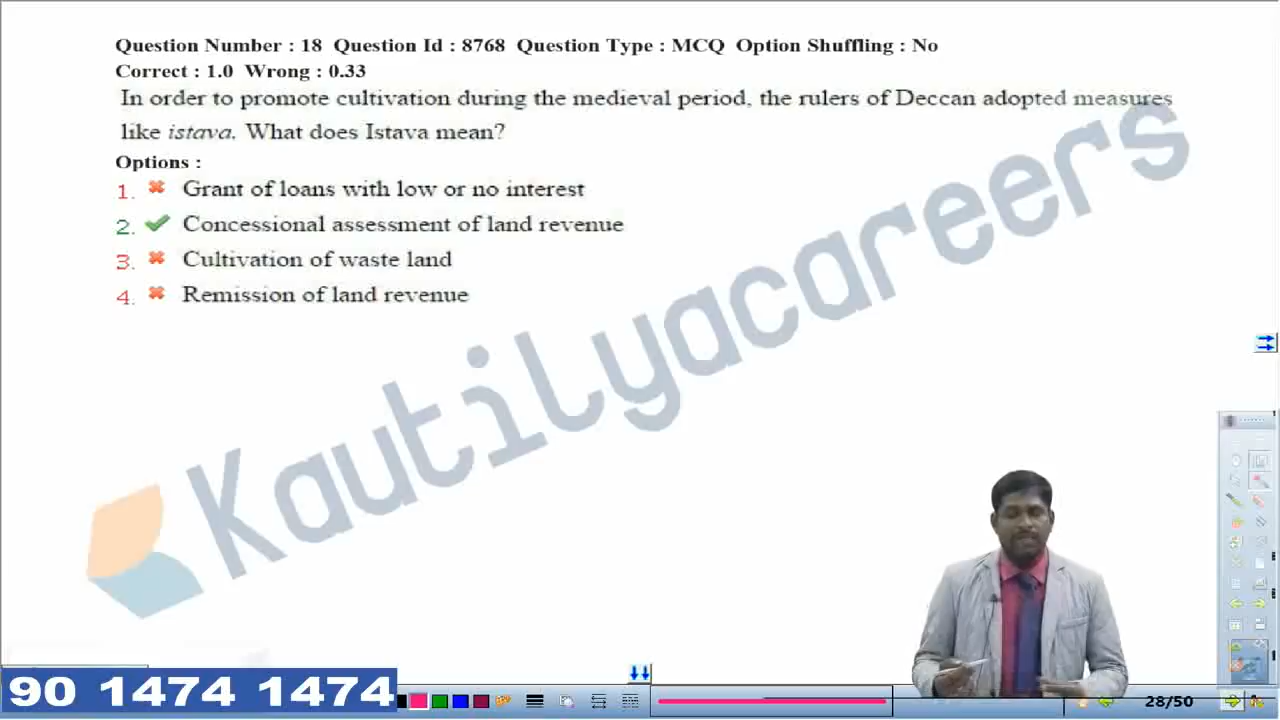 Question Number : 18 Question Id : 8768 Question Type : MCQ Option Shuffling : No
Correct : 1.0 Wrong : 0.33
In order to promote cultivation during the medieval period, the rulers of Deccan adopted measures
like istava. What does Istava mean?
Options :
1. Grant of loans with low or no interest
2. Concessional assessment of land revenue
3. Cultivation of waste land
4. Remission of land revenue
Kautilyacareers
90 1474 1474
28/50